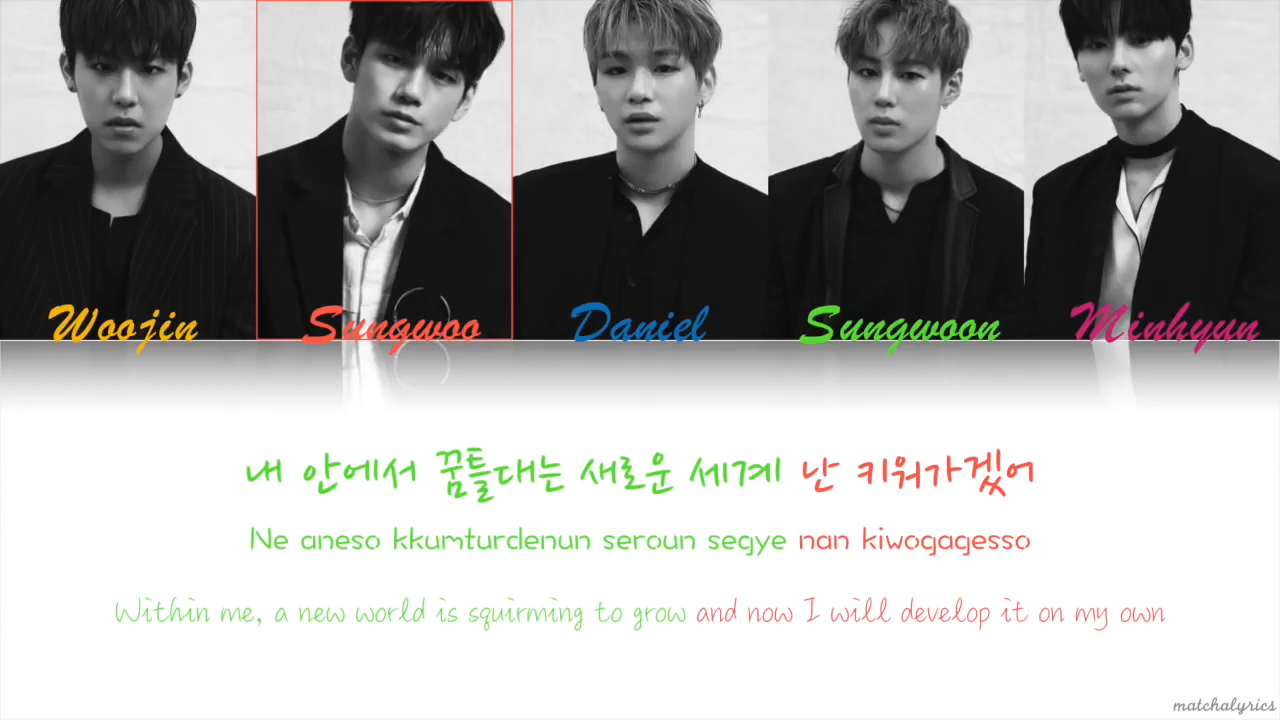 Woojin Sungwoo Daniel Sungwoon Minhyun
내 안에서 꿈틀대는 새로운 세계 난 키워가겠어
Ne aneso kkumturdenun seroun segye nan kiwogagesso
Within me, a new world is squirming to grow and now I will develop it on my own
matchalyrics